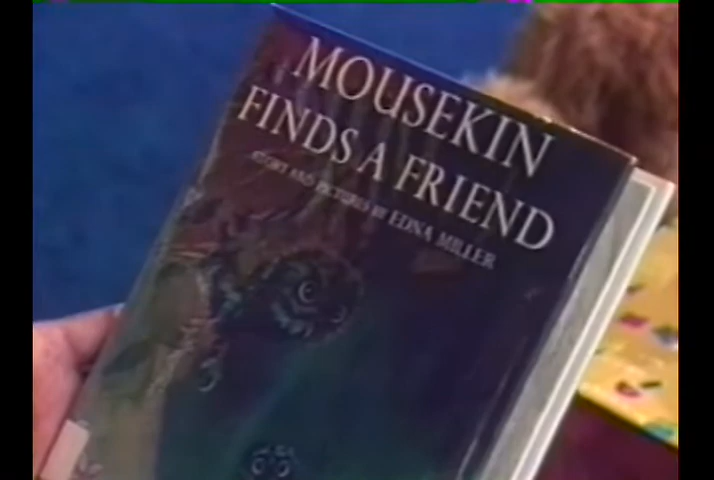 MOUSEKIN
FINDS A FRIEND
STORY AND PICTURES BY EDNA MILLER